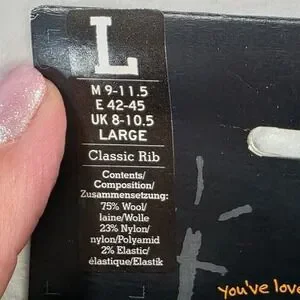 L
M 9-11.5
E 42-45
UK 8-10.5
LARGE
Classic Rib
Contents/
Composition/
Zusammensetzung:
75% Wool/
laine/Wolle
23% Nylon/
nylon/Polyamid
2% Elastic/
élastique/Elastik
you've love